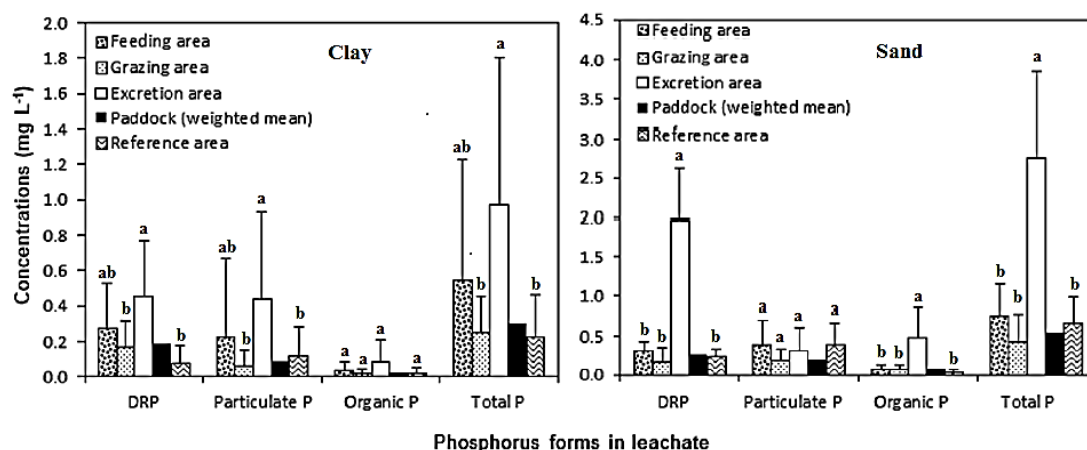 Concentrations (mg L⁻¹)
2.0
1.8
1.6
1.4
1.2
1.0
0.8
0.6
0.4
0.2
0.0
Feeding area
Grazing area
Excretion area
Paddock (weighted mean)
Reference area
Clay
ab
b
a
b
ab
b
a
b
a
a
a
a
ab
b
a
b
DRP
Particulate P
Organic P
Total P
4.5
4.0
3.5
3.0
2.5
2.0
1.5
1.0
0.5
0.0
Feeding area
Grazing area
Excretion area
Paddock (weighted mean)
Reference area
Sand
b
b
a
b
a
a
a
a
b
b
a
b
b
b
a
b
DRP
Particulate P
Organic P
Total P
Phosphorus forms in leachate